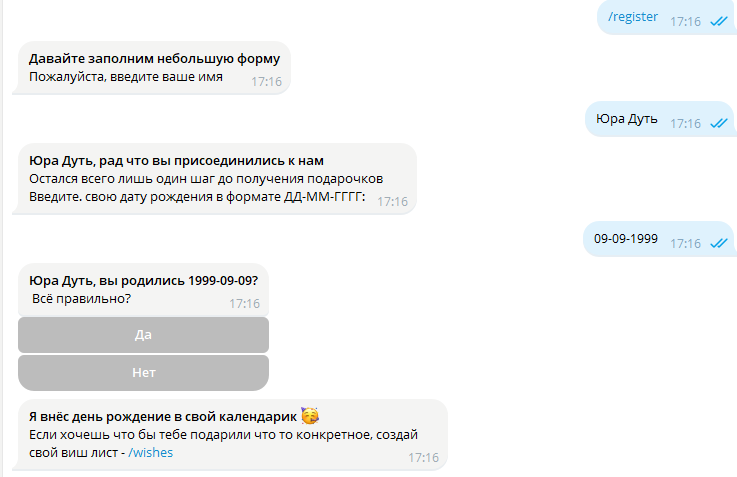 /register 17:16
Давайте заполним небольшую форму
Пожалуйста, введите ваше имя 17:16
Юра Дуть 17:16
Юра Дуть, рад что вы присоединились к нам
Остался всего лишь один шаг до получения подарочков
Введите. свою дату рождения в формате ДД-ММ-ГГГГ: 17:16
09-09-1999 17:16
Юра Дуть, вы родились 1999-09-09?
Всё правильно? 17:16
Да
Нет
Я внёс день рождение в свой календарик 🥳
Если хочешь что бы тебе подарили что то конкретное, создай
свой виш лист - /wishes 17:16